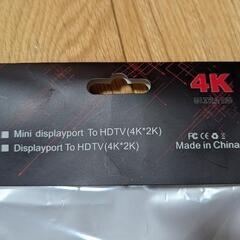 4K
Mini displayport To HDTV(4K*2K)
Displayport To HDTV(4K*2K)
FC CE
Made in China